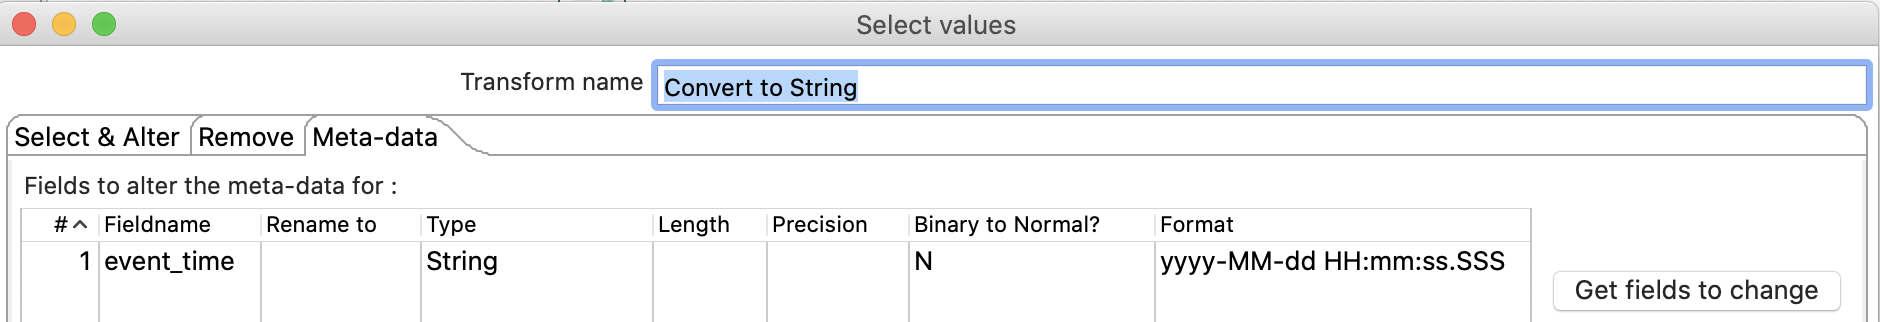 Select values
Transform name Convert to String
Select & Alter Remove Meta-data
Fields to alter the meta-data for :
# Fieldname Rename to Type Length Precision Binary to Normal? Format
1 event_time String N yyyy-MM-dd HH:mm:ss.SSS
Get fields to change